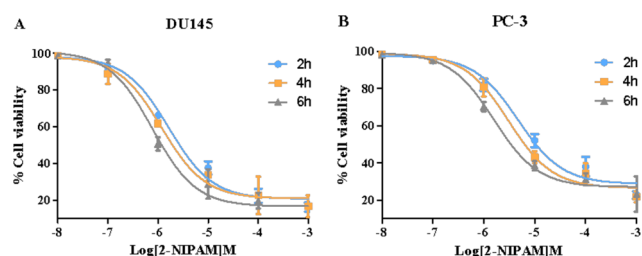 A
DU145
100
80
60
40
20
% Cell viability
2h
4h
6h
-8 -7 -6 -5 -4 -3
Log[2-NIPAM]M
B
PC-3
100
80
60
40
20
% Cell viability
2h
4h
6h
-8 -7 -6 -5 -4 -3
Log[2-NIPAM]M